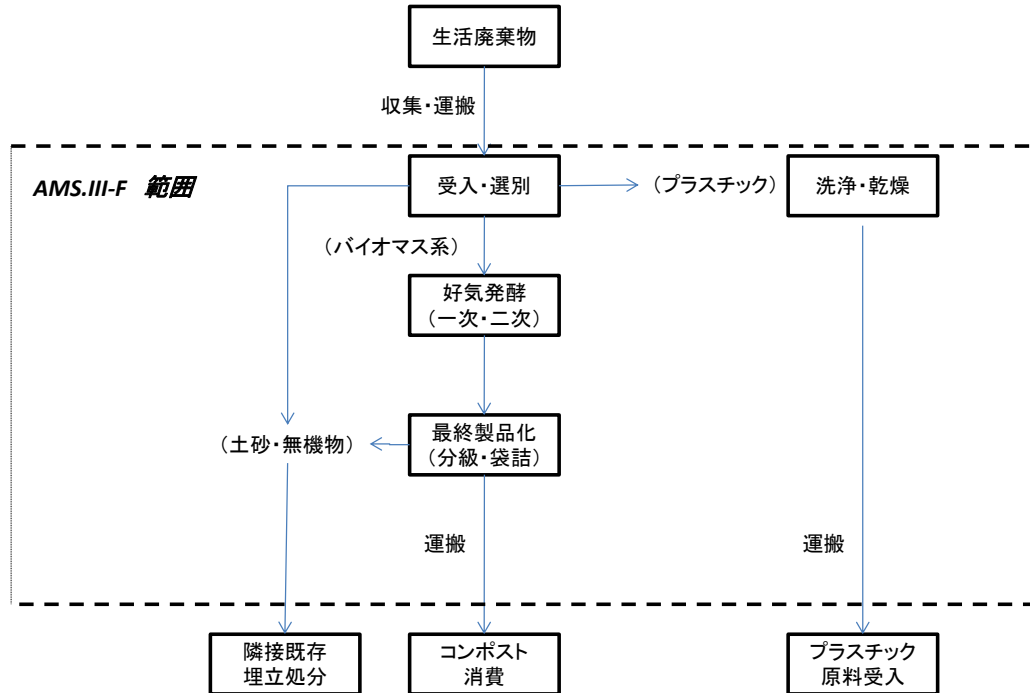 生活廃棄物
収集・運搬
AMS.III-F 範囲
受入・選別
（プラスチック）
洗浄・乾燥
（バイオマス系）
好気発酵
（一次・二次）
（土砂・無機物）
最終製品化
（分級・袋詰）
運搬
運搬
隣接既存
埋立処分
コンポスト
消費
プラスチック
原料受入